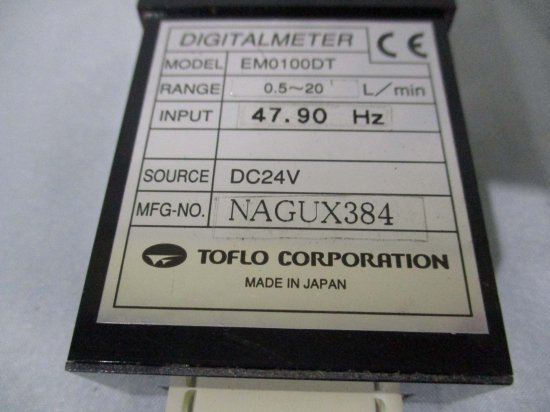 DIGITALMETER CE
MODEL EM0100DT
RANGE 0.5~20 L/min
INPUT 47.90 Hz
SOURCE DC24V
MFG-NO. NAGUX384
TOFLO CORPORATION
MADE IN JAPAN